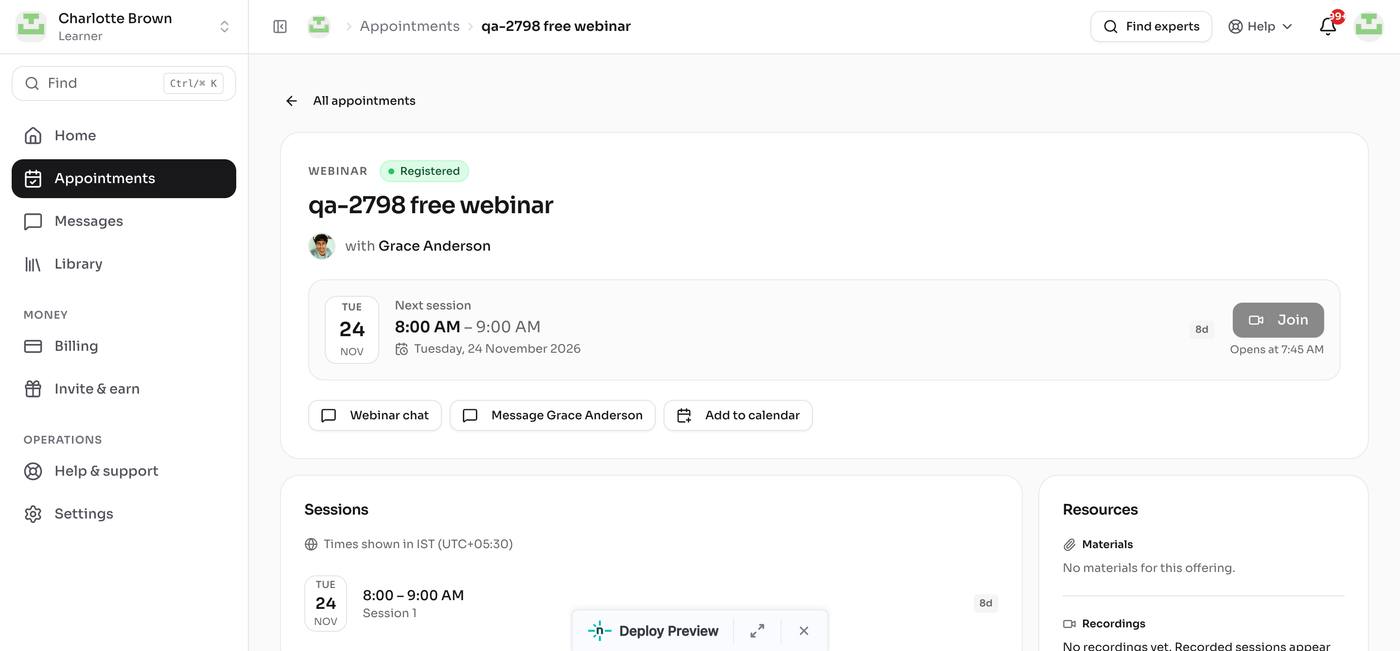 Charlotte Brown
Learner
Find
Ctrl/⌘ K
Home
Appointments
Messages
Library
MONEY
Billing
Invite & earn
OPERATIONS
Help & support
Settings
Appointments
qa-2798 free webinar
Find experts
Help
99+
All appointments
WEBINAR
Registered
qa-2798 free webinar
with Grace Anderson
TUE
24
NOV
Next session
8:00 AM – 9:00 AM
Tuesday, 24 November 2026
8d
Join
Opens at 7:45 AM
Webinar chat
Message Grace Anderson
Add to calendar
Sessions
Times shown in IST (UTC+05:30)
TUE
24
NOV
8:00 – 9:00 AM
Session 1
8d
Resources
Materials
No materials for this offering.
Recordings
No recordings yet. Recorded sessions appear
Deploy Preview